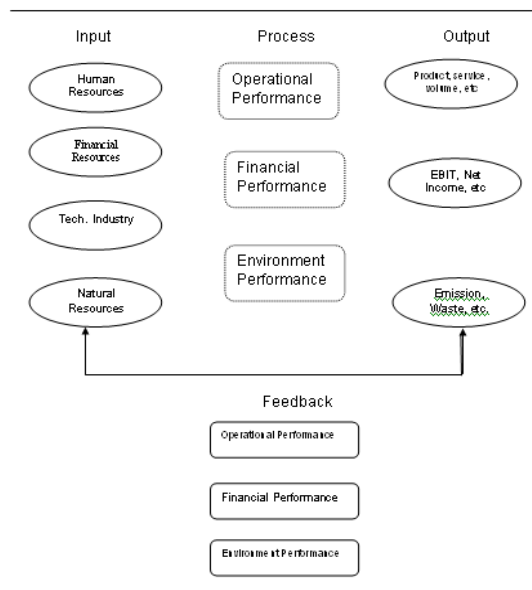 Input
Process
Output
Human
Resources
Operational
Performance
Product, service,
volume, etc
Financial
Resources
Financial
Performance
EBIT, Net
Income, etc
Tech. Industry
Environment
Performance
Natural
Resources
Emission,
Waste, etc.
Feedback
Operational Performance
Financial Performance
Environment Performance